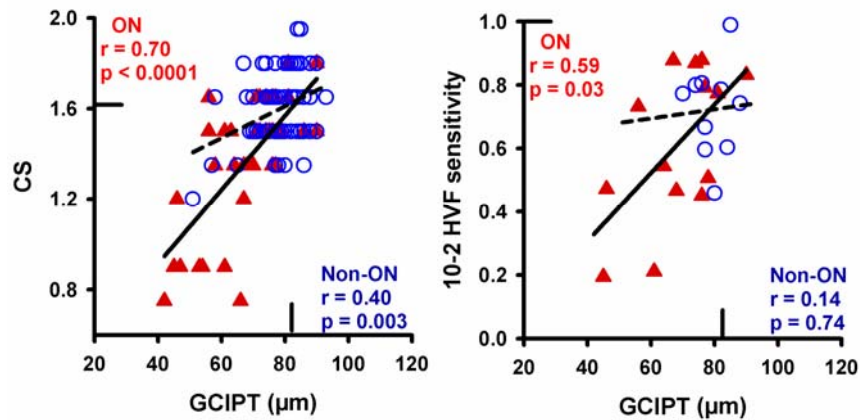 2.0
1.6
1.2
0.8
CS
ON
r = 0.70
p < 0.0001
Non-ON
r = 0.40
p = 0.003
20 40 60 80 100 120
GCIPT (µm)
1.0
0.8
0.6
0.4
0.2
0.0
10-2 HVF sensitivity
ON
r = 0.59
p = 0.03
Non-ON
r = 0.14
p = 0.74
20 40 60 80 100 120
GCIPT (µm)